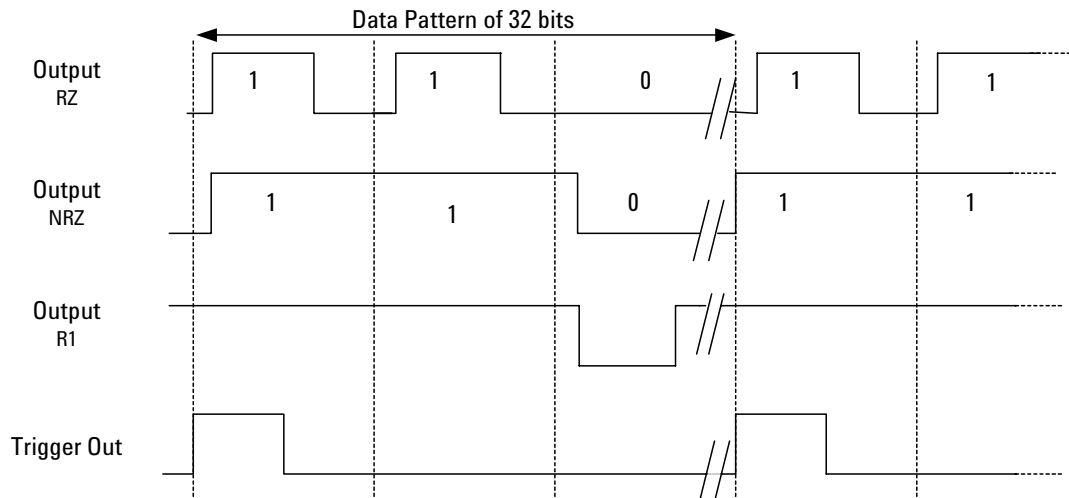 Data Pattern of 32 bits
Output
RZ
1 1 0 1 1
Output
NRZ
1 1 0 1 1
Output
R1
Trigger Out